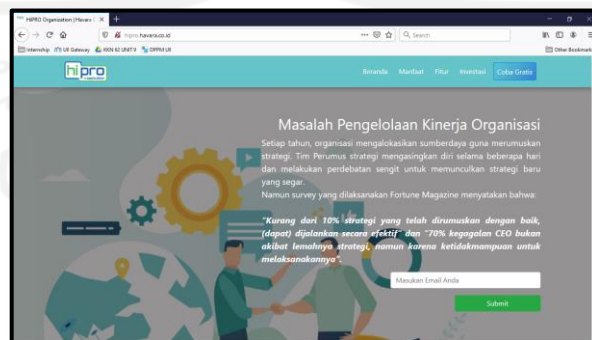 HiPRO Organization | Havara C
hipro.havara.co.id
Search
Internship
UII Gateway
KKN 62 UNIT 9
DPPM UII
Other Bookmarks
hipro
application
Beranda
Manfaat
Fitur
Investasi
Coba Gratis
Masalah Pengelolaan Kinerja Organisasi
Setiap tahun, organisasi mengalokasikan sumberdaya guna merumuskan
strategi. Tim Perumus strategi mengasingkan diri selama beberapa hari
dan melakukan perdebatan sengit untuk memunculkan strategi baru
yang segar.
Namun survey yang dilaksanakan Fortune Magazine menyatakan bahwa:
"Kurang dari 10% strategi yang telah dirumuskan dengan baik,
(dapat) dijalankan secara efektif" dan "70% kegagalan CEO bukan
akibat lemahnya strategi, namun karena ketidakmampuan untuk
melaksanakannya".
Masukan Email Anda
Submit